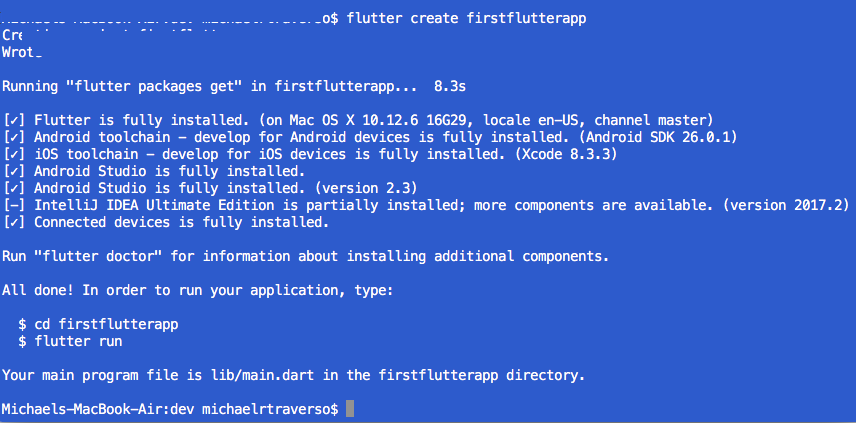 $ flutter create firstflutterapp
Wrote
Running "flutter packages get" in firstflutterapp...  8.3s
[✓] Flutter is fully installed. (on Mac OS X 10.12.6 16G29, locale en-US, channel master)
[✓] Android toolchain - develop for Android devices is fully installed. (Android SDK 26.0.1)
[✓] iOS toolchain - develop for iOS devices is fully installed. (Xcode 8.3.3)
[✓] Android Studio is fully installed.
[✓] Android Studio is fully installed. (version 2.3)
[-] IntelliJ IDEA Ultimate Edition is partially installed; more components are available. (version 2017.2)
[✓] Connected devices is fully installed.
Run "flutter doctor" for information about installing additional components.
All done! In order to run your application, type:
$ cd firstflutterapp
$ flutter run
Your main program file is lib/main.dart in the firstflutterapp directory.
Michaels-MacBook-Air:dev michaelrtraverso$